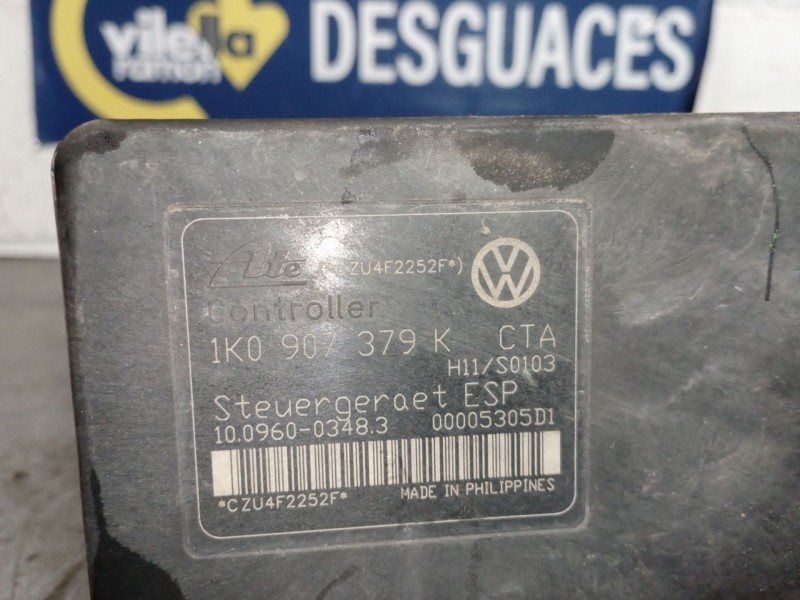 vilella
ramon
DESGUACES
Ate
ZU4F2252F*)
Controller
1K0 907 379 K CTA
H11/S0103
Steuergeraet ESP
10.0960-0348.3 00005305D1
*CZU4F2252F* MADE IN PHILIPPINES